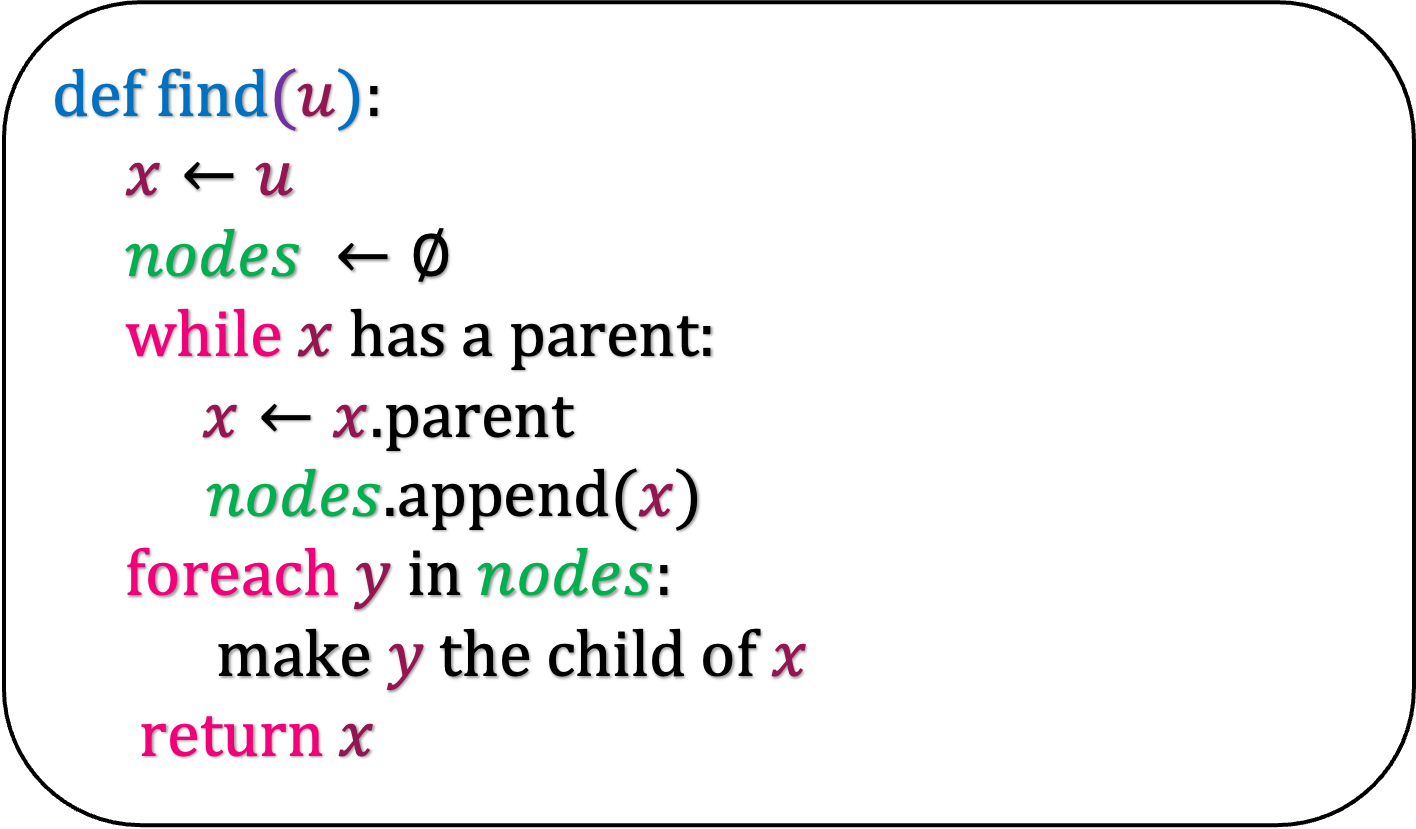 def find(u):
x ← u
nodes ← ∅
while x has a parent:
x ← x.parent
nodes.append(x)
foreach y in nodes:
make y the child of x
return x